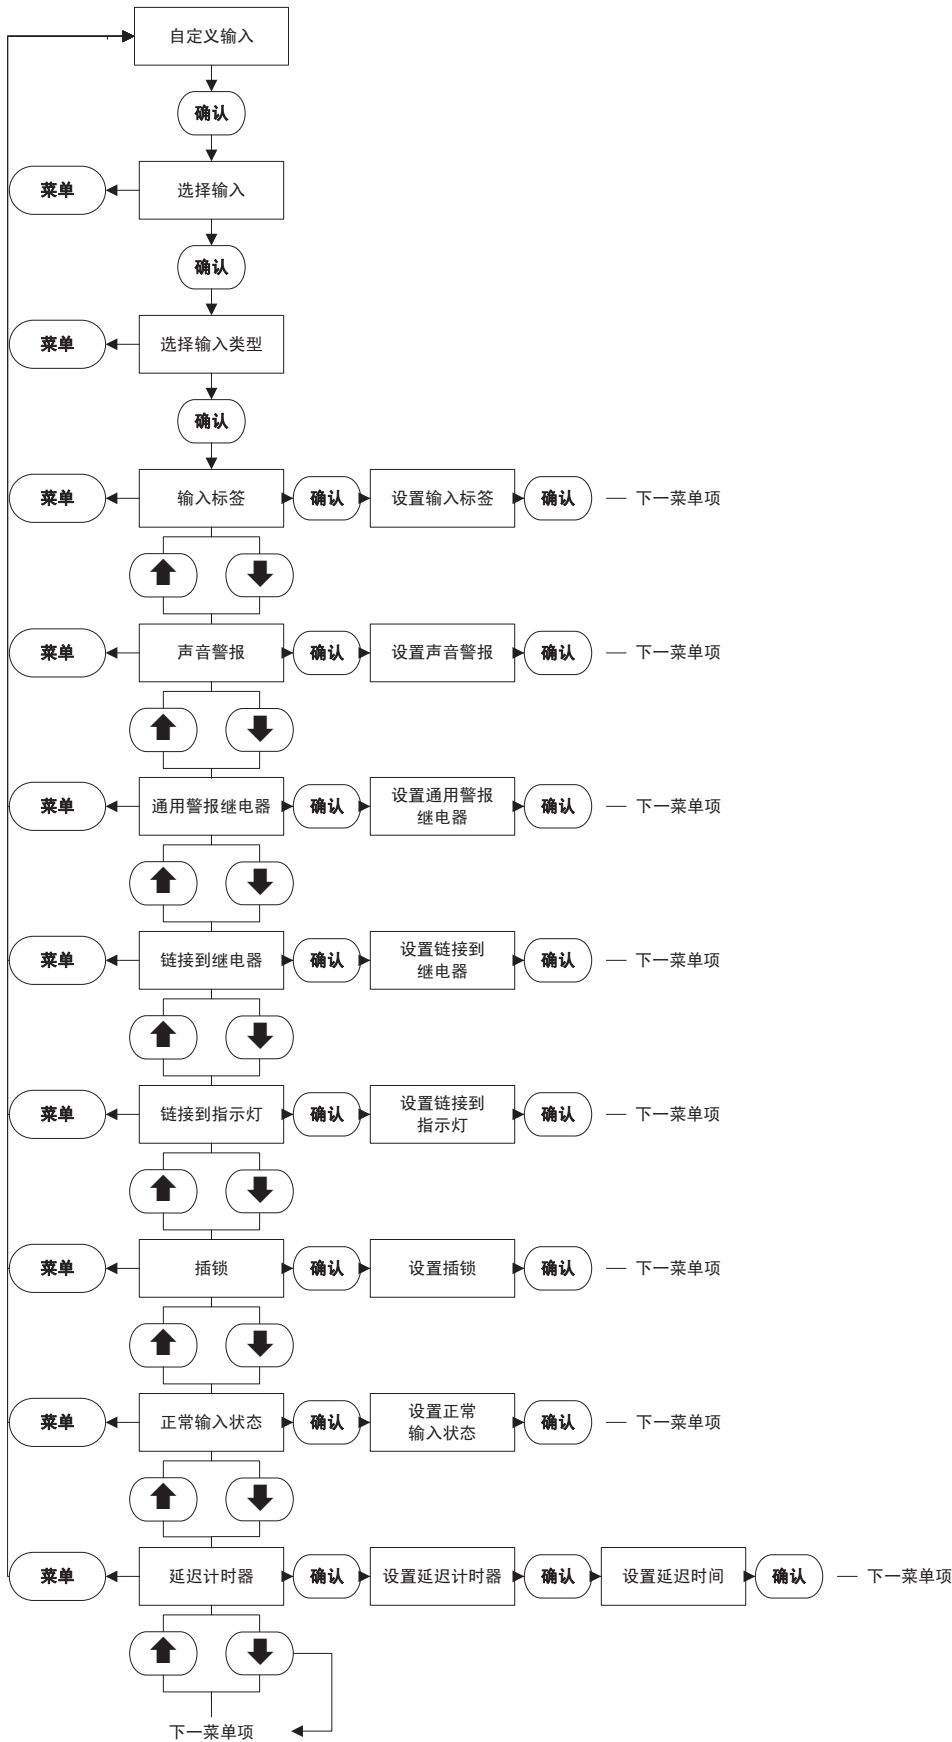 自定义输入
确认
菜单
选择输入
确认
菜单
选择输入类型
确认
菜单
输入标签
确认
设置输入标签
确认
下一菜单项
菜单
声音警报
确认
设置声音警报
确认
下一菜单项
菜单
通用警报继电器
确认
设置通用警报
继电器
确认
下一菜单项
菜单
链接到继电器
确认
设置链接到
继电器
确认
下一菜单项
菜单
链接到指示灯
确认
设置链接到
指示灯
确认
下一菜单项
菜单
插锁
确认
设置插锁
确认
下一菜单项
菜单
正常输入状态
确认
设置正常
输入状态
确认
下一菜单项
菜单
延迟计时器
确认
设置延迟计时器
确认
设置延迟时间
确认
下一菜单项
下一菜单项